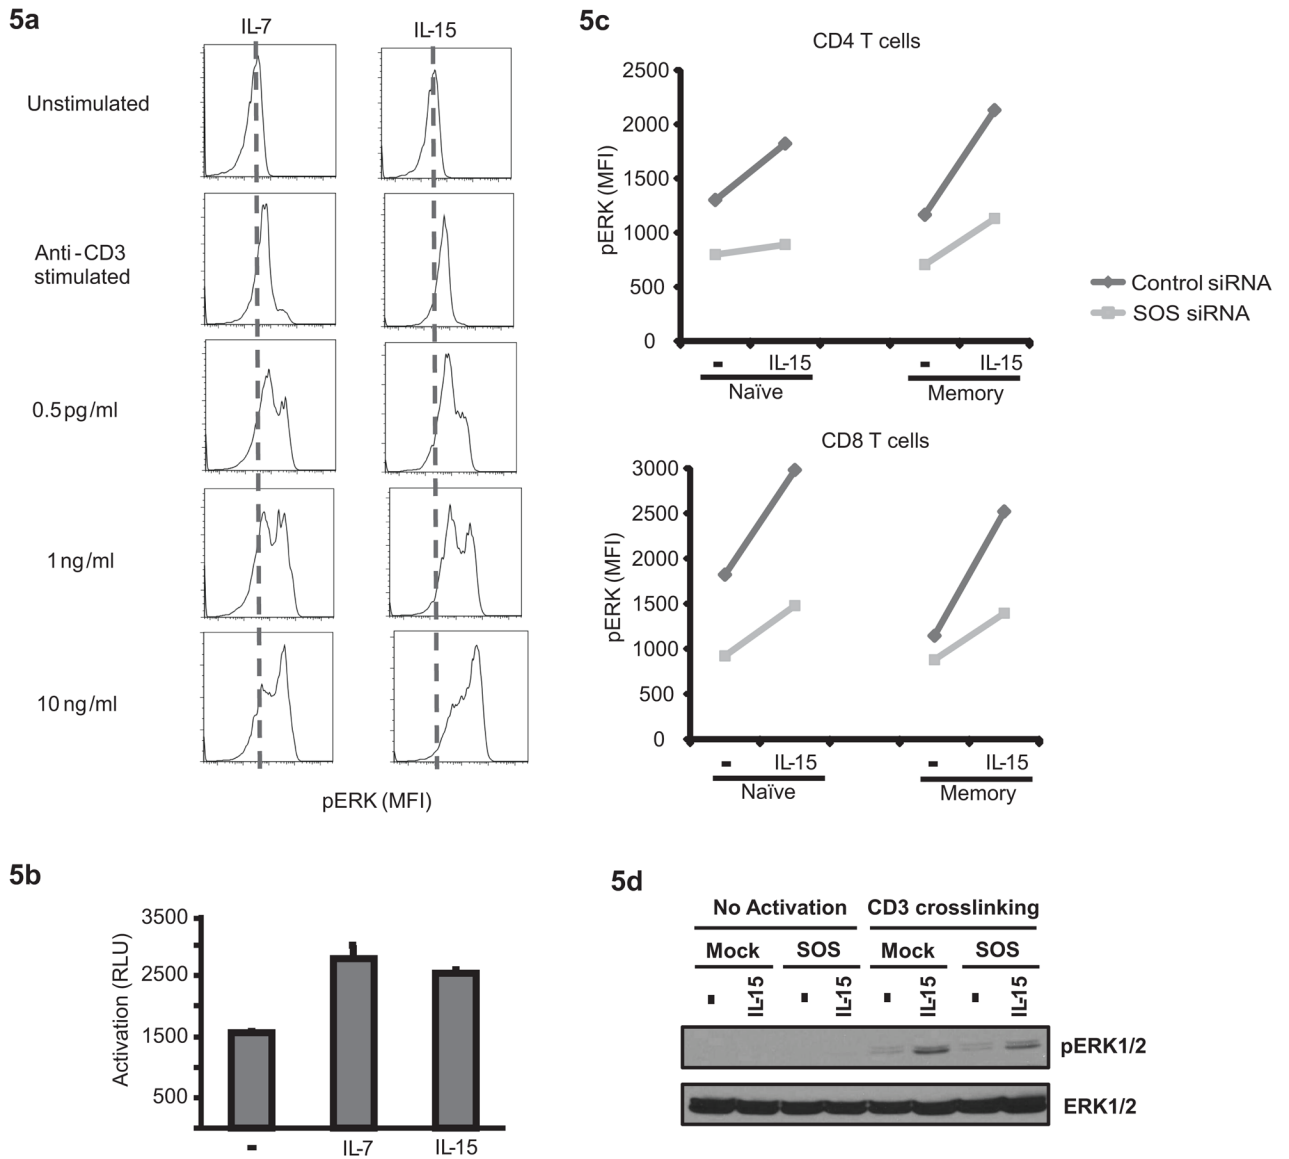 5a
IL-7
IL-15
Unstimulated
Anti-CD3
stimulated
0.5 pg/ml
1 ng/ml
10 ng/ml
pERK (MFI)
5b
Activation (RLU)
3500
2500
1500
500
-
IL-7
IL-15
5c
CD4 T cells
pERK (MFI)
2500
2000
1500
1000
500
0
-
IL-15
-
IL-15
Naïve
Memory
Control siRNA
SOS siRNA
CD8 T cells
pERK (MFI)
3000
2500
2000
1500
1000
500
0
-
IL-15
-
IL-15
Naïve
Memory
5d
No Activation
CD3 crosslinking
Mock
SOS
Mock
SOS
-
IL-15
-
IL-15
-
IL-15
-
IL-15
pERK1/2
ERK1/2